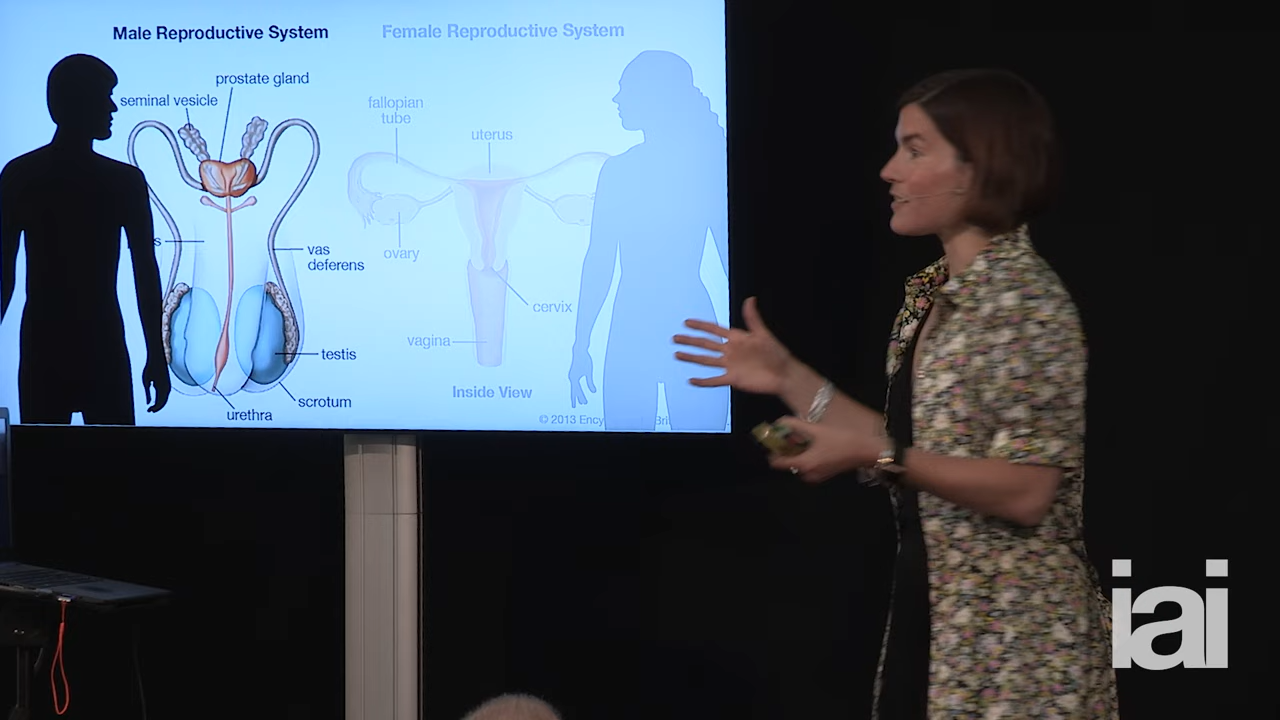 Male Reproductive System
Female Reproductive System
prostate gland
seminal vesicle
fallopian
tube
uterus
s
vas
deferens
ovary
cervix
vagina
testis
scrotum
urethra
Inside View
© 2013 Ency
Bri
iai